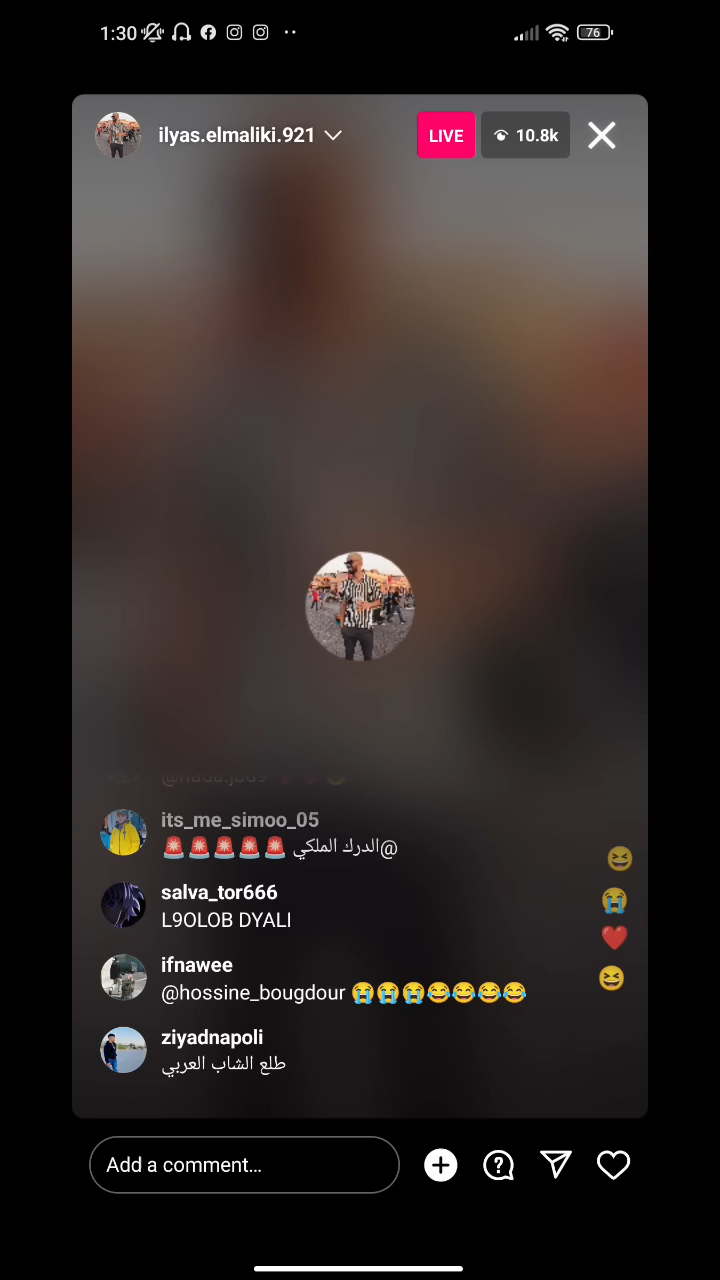 1:30
76
ilyas.elmaliki.921
LIVE
10.8k
its_me_simoo_05
@الدرك الملكي 🚨🚨🚨🚨🚨
salva_tor666
L9OLOB DYALI
ifnawee
@hossine_bougdour 😭😭😭😂😂😂😂
ziyadnapoli
طلع الشاب العربي
Add a comment...